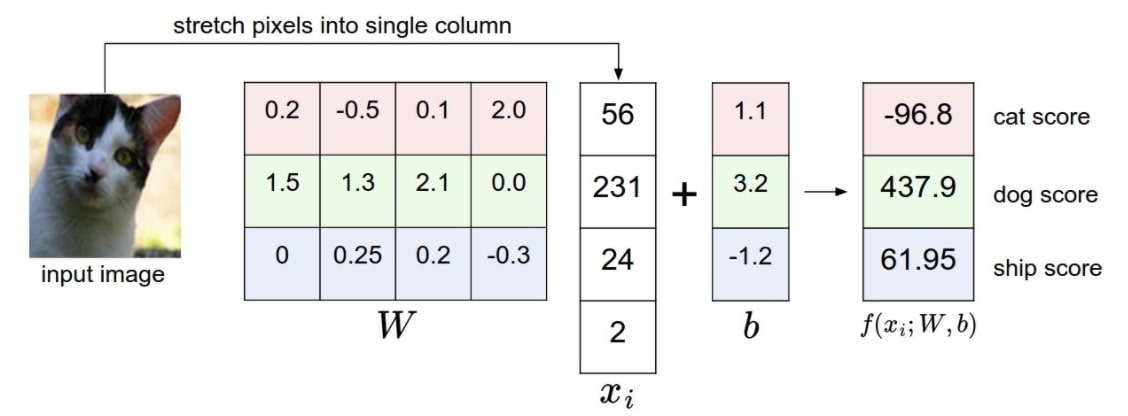 stretch pixels into single column
0.2 -0.5 0.1 2.0
1.5 1.3 2.1 0.0
0 0.25 0.2 -0.3
W
56
231
24
2
xᵢ
+
1.1
3.2
-1.2
b
-96.8 cat score
437.9 dog score
61.95 ship score
f(xᵢ; W, b)
input image